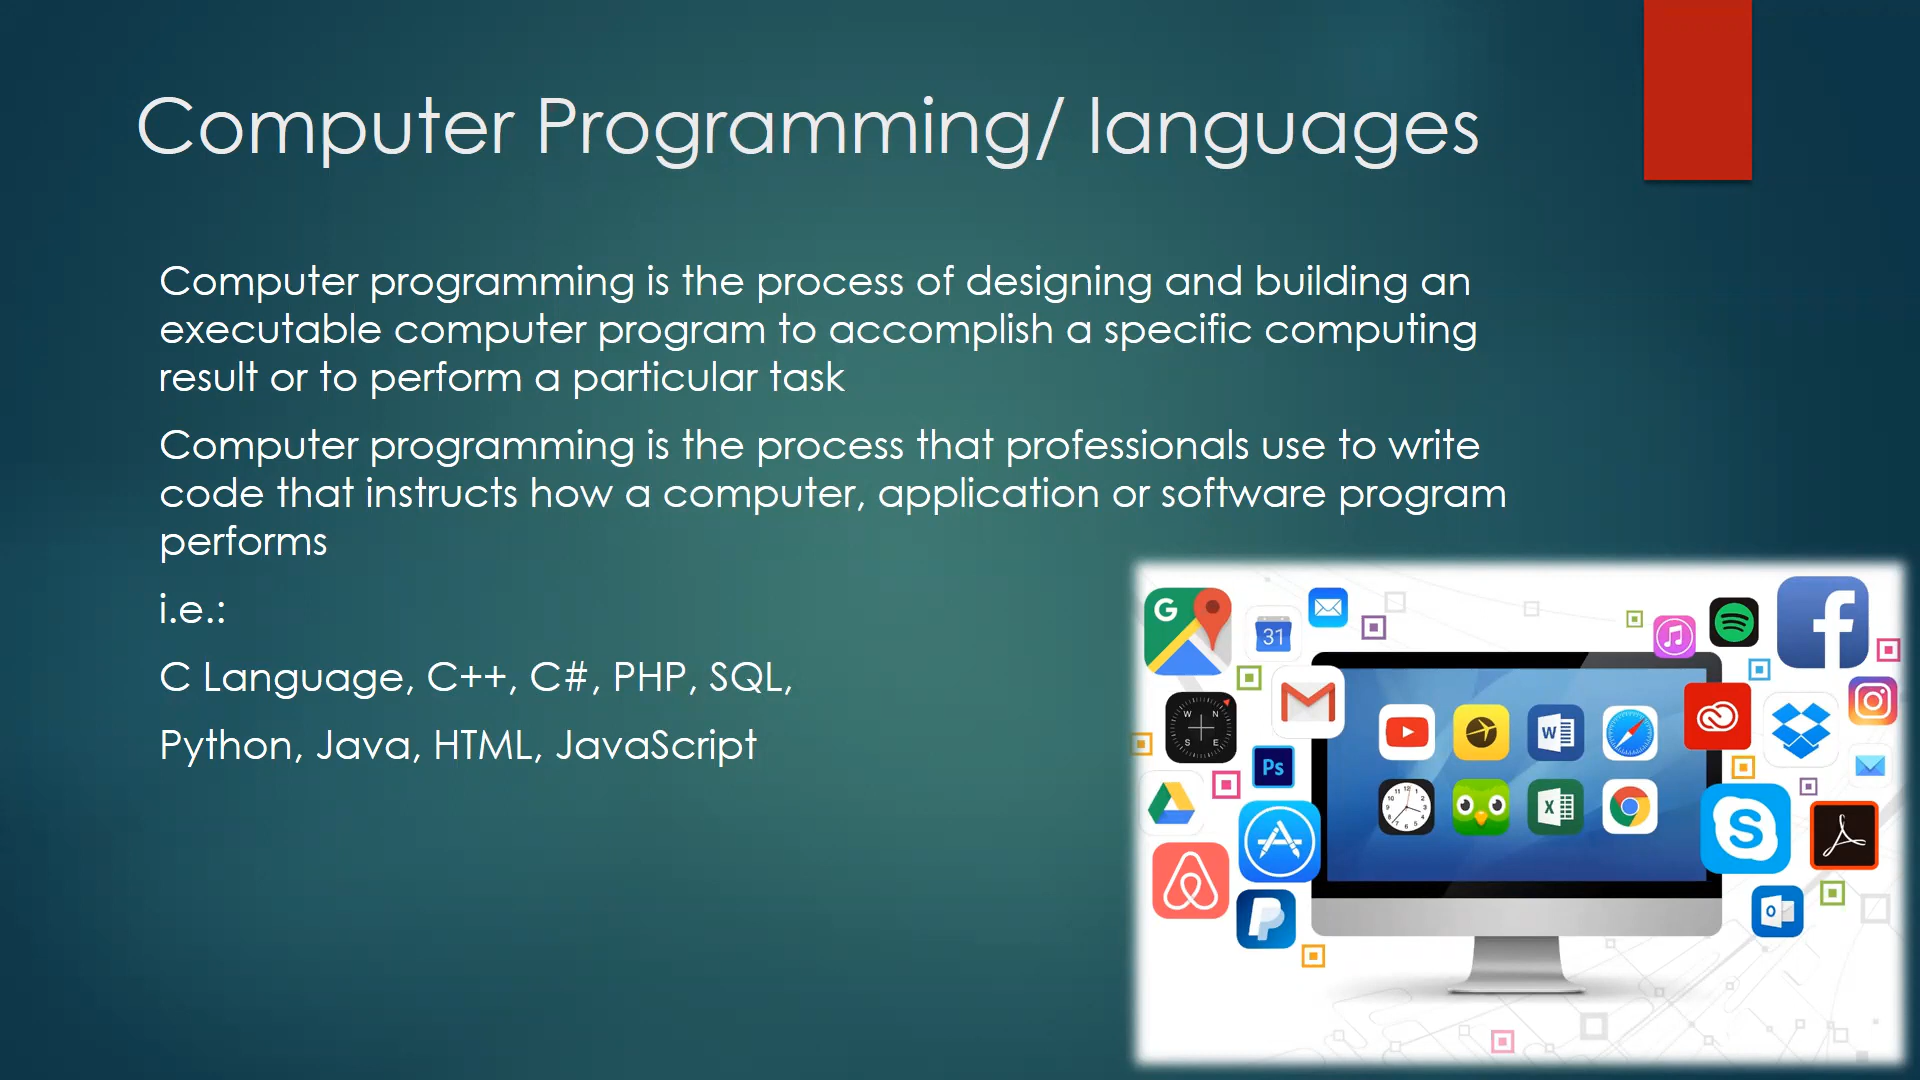 Computer Programming/ languages
Computer programming is the process of designing and building an
executable computer program to accomplish a specific computing
result or to perform a particular task
Computer programming is the process that professionals use to write
code that instructs how a computer, application or software program
performs
i.e.:
C Language, C++, C#, PHP, SQL,
Python, Java, HTML, JavaScript
G
31
W N
S E
Ps
W
X
S
f
P
O